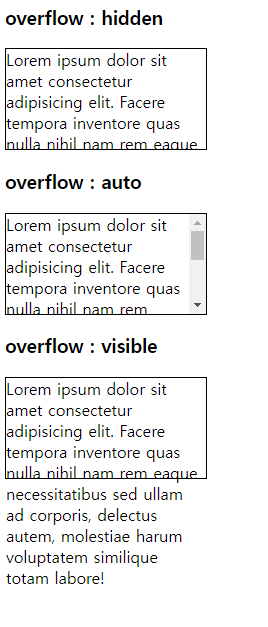 overflow : hidden
Lorem ipsum dolor sit
amet consectetur
adipisicing elit. Facere
tempora inventore quas
nulla nihil nam rem eaque
overflow : auto
Lorem ipsum dolor sit
amet consectetur
adipisicing elit. Facere
tempora inventore quas
nulla nihil nam rem
overflow : visible
Lorem ipsum dolor sit
amet consectetur
adipisicing elit. Facere
tempora inventore quas
nulla nihil nam rem eaque
necessitatibus sed ullam
ad corporis, delectus
autem, molestiae harum
voluptatem similique
totam labore!